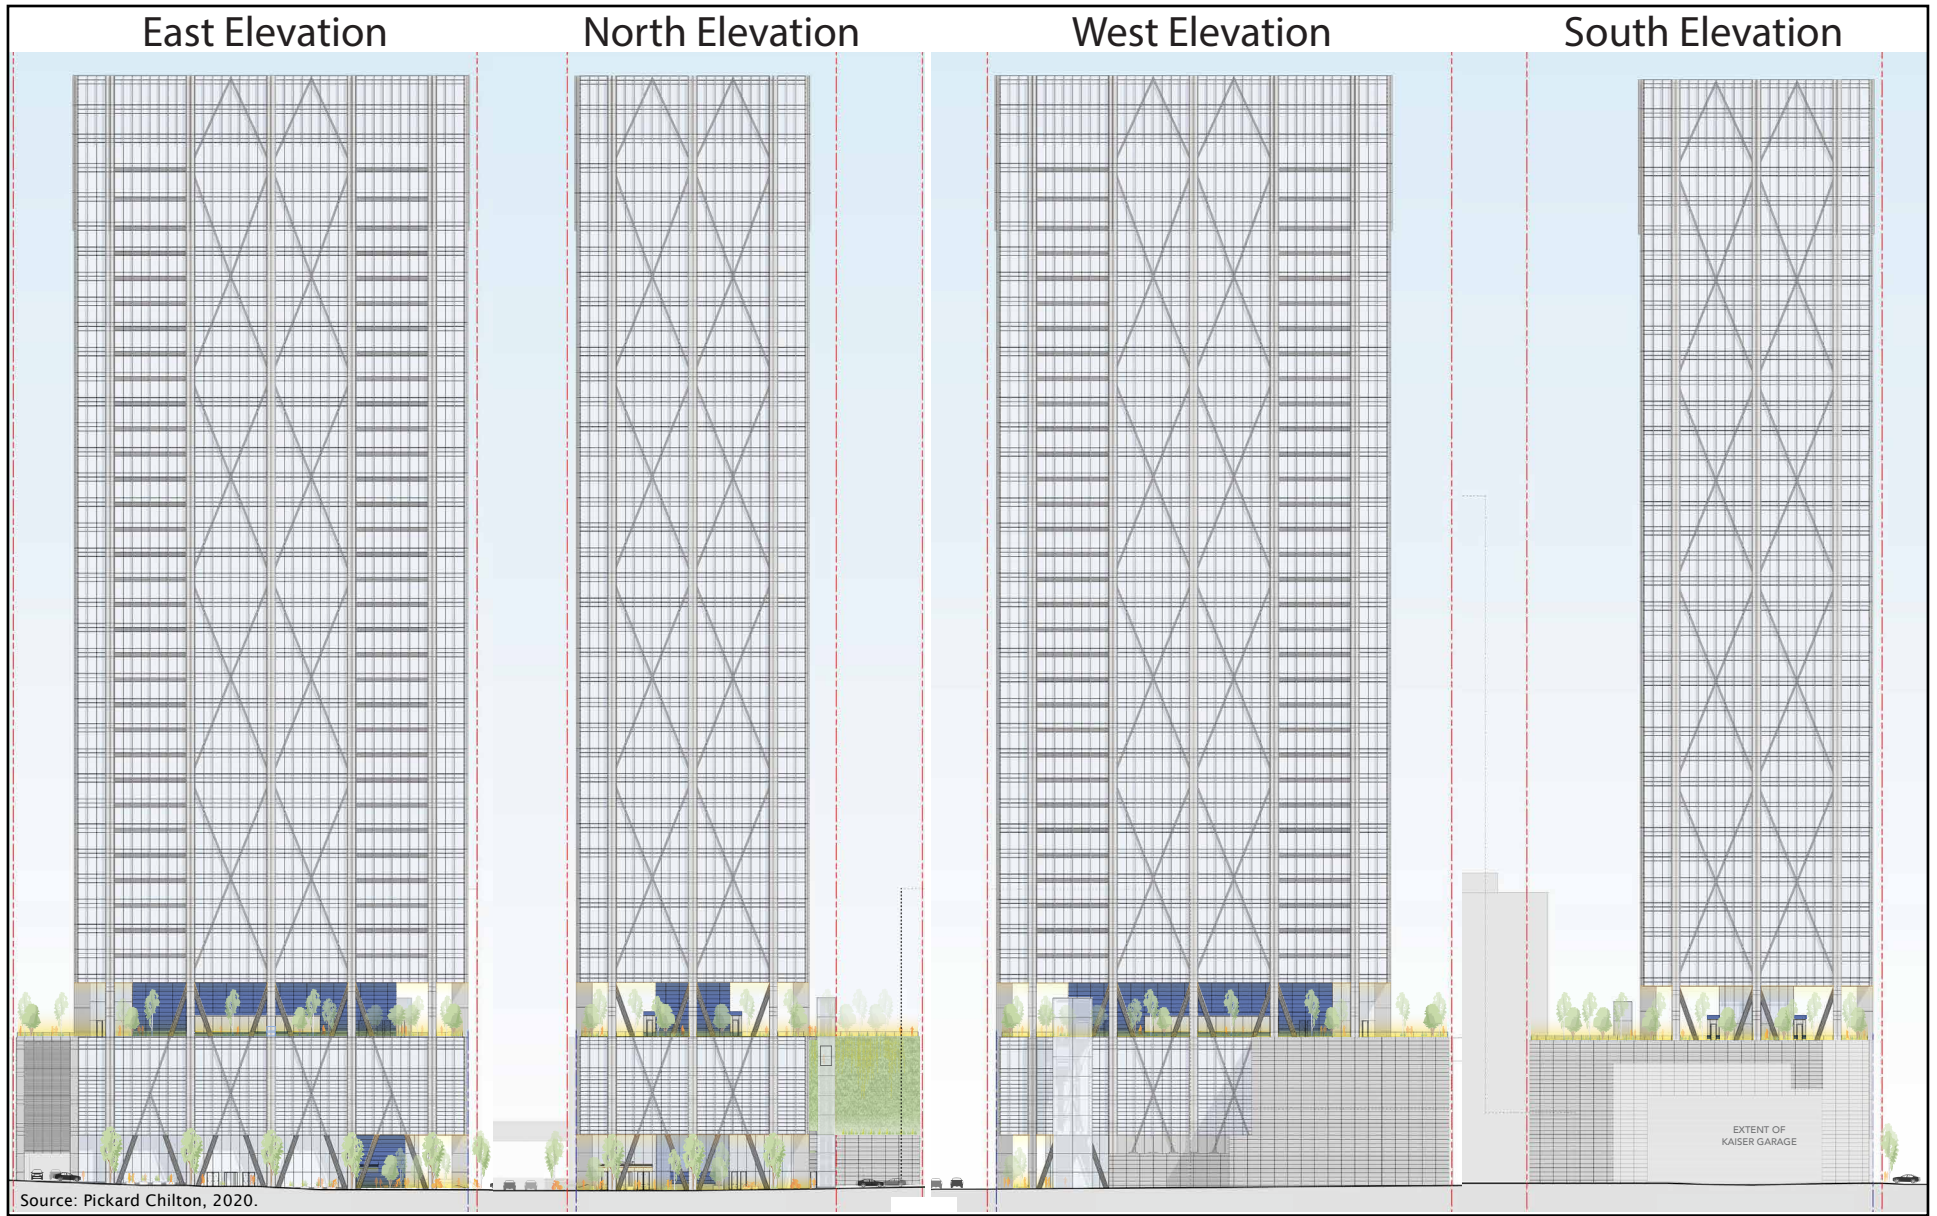 East Elevation
North Elevation
West Elevation
South Elevation
EXTENT OF
KAISER GARAGE
Source: Pickard Chilton, 2020.